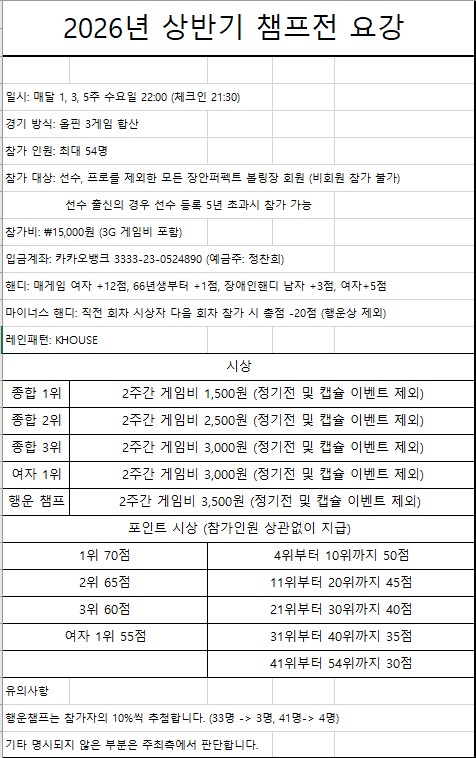 2026년 상반기 챔프전 요강
일시: 매달 1, 3, 5주 수요일 22:00 (체크인 21:30)
경기 방식: 올핀 3게임 합산
참가 인원: 최대 54명
참가 대상: 선수, 프로를 제외한 모든 장안퍼펙트 볼링장 회원 (비회원 참가 불가)
선수 출신의 경우 선수 등록 5년 초과시 참가 가능
참가비: ₩15,000원 (3G 게임비 포함)
입금계좌: 카카오뱅크 3333-23-0524890 (예금주: 정찬희)
핸디: 매게임 여자 +12점, 66년생부터 +1점, 장애인핸디 남자 +3점, 여자+5점
마이너스 핸디: 직전 회차 시상자 다음 회차 참가 시 총점 -20점 (행운상 제외)
레인패턴: KHOUSE
시상
종합 1위 2주간 게임비 1,500원 (정기전 및 캡슐 이벤트 제외)
종합 2위 2주간 게임비 2,500원 (정기전 및 캡슐 이벤트 제외)
종합 3위 2주간 게임비 3,000원 (정기전 및 캡슐 이벤트 제외)
여자 1위 2주간 게임비 3,000원 (정기전 및 캡슐 이벤트 제외)
행운 챔프 2주간 게임비 3,500원 (정기전 및 캡슐 이벤트 제외)
포인트 시상 (참가인원 상관없이 지급)
1위 70점 4위부터 10위까지 50점
2위 65점 11위부터 20위까지 45점
3위 60점 21위부터 30위까지 40점
여자 1위 55점 31위부터 40위까지 35점
41위부터 54위까지 30점
유의사항
행운챔프는 참가자의 10%씩 추첨합니다. (33명 -> 3명, 41명-> 4명)
기타 명시되지 않은 부분은 주최측에서 판단합니다.